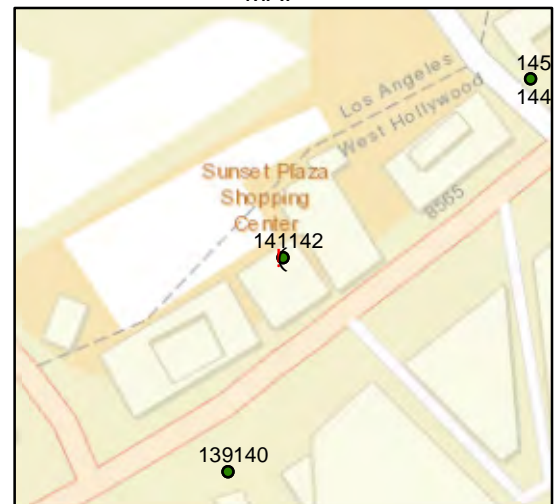 145
144
Los Angeles
West Hollywood
Sunset Plaza
Shopping
Center
8565
141142
139140